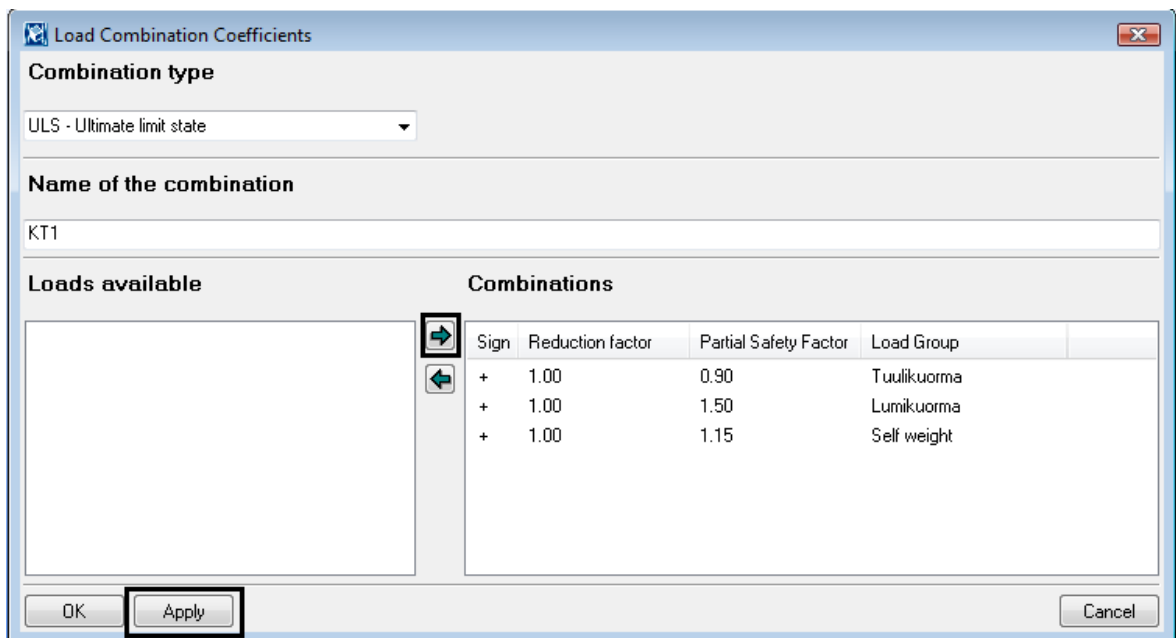 Load Combination Coefficients
Combination type
ULS - Ultimate limit state
Name of the combination
KT1
Loads available
Combinations
Sign Reduction factor Partial Safety Factor Load Group
+ 1.00 0.90 Tuulikuorma
+ 1.00 1.50 Lumikuorma
+ 1.00 1.15 Self weight
OK Apply Cancel